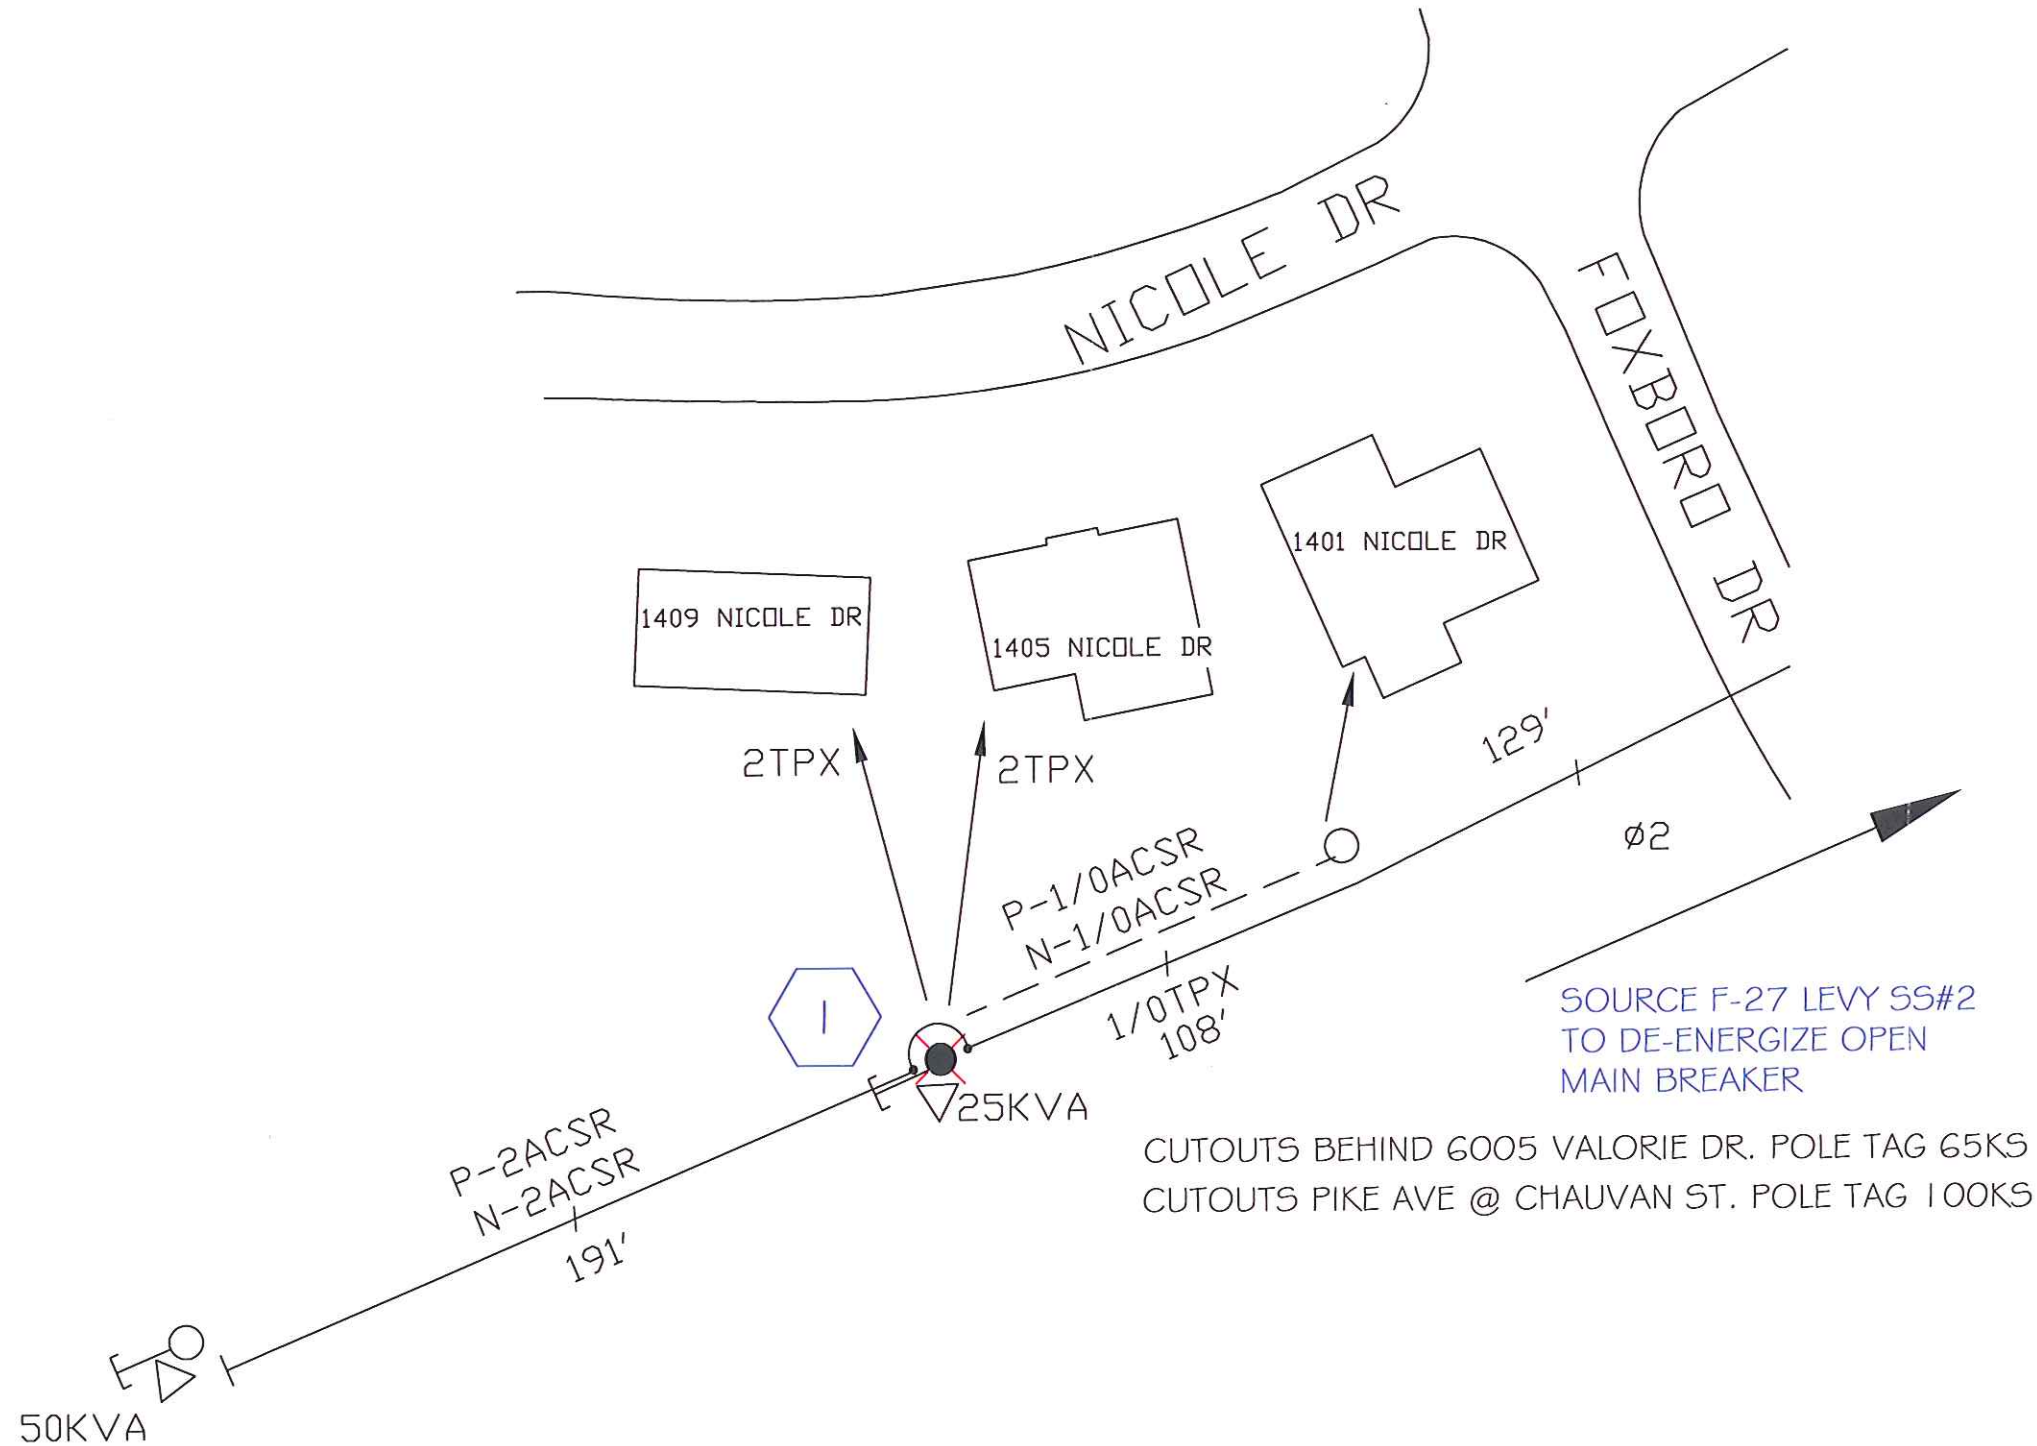 NICOLE DR
FOXBORO DR
1401 NICOLE DR
1409 NICOLE DR
1405 NICOLE DR
129'
2TPX
2TPX
Ø2
P-1/0ACSR
N-1/0ACSR
1/0TPX
108'
1
SOURCE F-27 LEVY SS#2
TO DE-ENERGIZE OPEN
MAIN BREAKER
25KVA
CUTOUTS BEHIND 6005 VALORIE DR. POLE TAG 65KS
CUTOUTS PIKE AVE @ CHAUVAN ST. POLE TAG 100KS
P-2ACSR
N-2ACSR
191'
50KVA